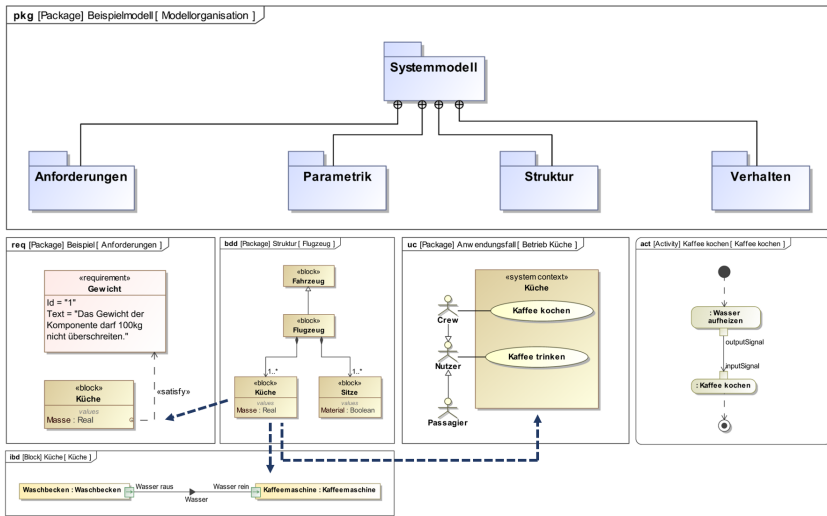 pkg [Package] Beispielmodell [ Modellorganisation ]
Systemmodell
Anforderungen
Parametrik
Struktur
Verhalten
req [Package] Beispiel [ Anforderungen ]
«requirement»
Gewicht
Id = "1"
Text = "Das Gewicht der
Komponente darf 100kg
nicht überschreiten."
«satisfy»
«block»
Küche
values
Masse : Real
bdd [Package] Struktur [ Flugzeug ]
«block»
Fahrzeug
«block»
Flugzeug
1..*
1..*
«block»
Küche
values
Masse : Real
«block»
Sitze
values
Material : Boolean
uc [Package] Anwendungsfall [ Betrieb Küche ]
«system context»
Küche
Kaffee kochen
Kaffee trinken
Crew
Nutzer
Passagier
act [Activity] Kaffee kochen [ Kaffee kochen ]
: Wasser
aufheizen
outputSignal
inputSignal
: Kaffee kochen
ibd [Block] Küche [ Küche ]
Waschbecken : Waschbecken
Wasser raus
Wasser
Wasser rein
Kaffeemaschine : Kaffeemaschine